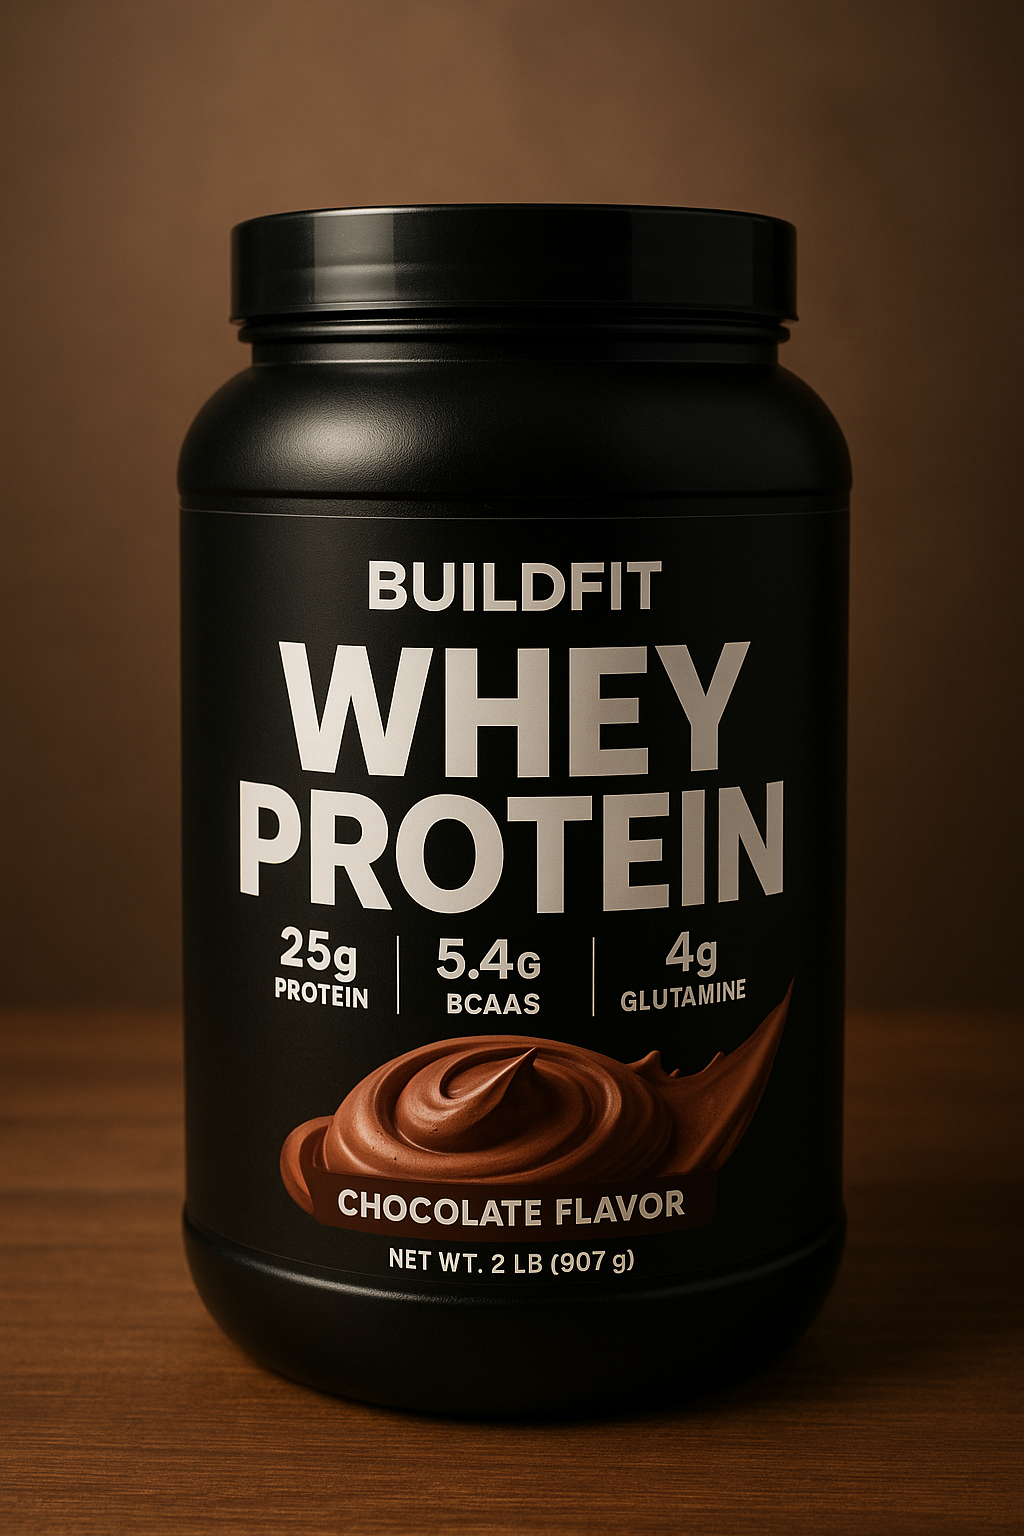 BUILDFIT
WHEY
PROTEIN
25g
PROTEIN
5.4G
BCAAS
4g
GLUTAMINE
CHOCOLATE FLAVOR
NET WT. 2 LB (907 g)